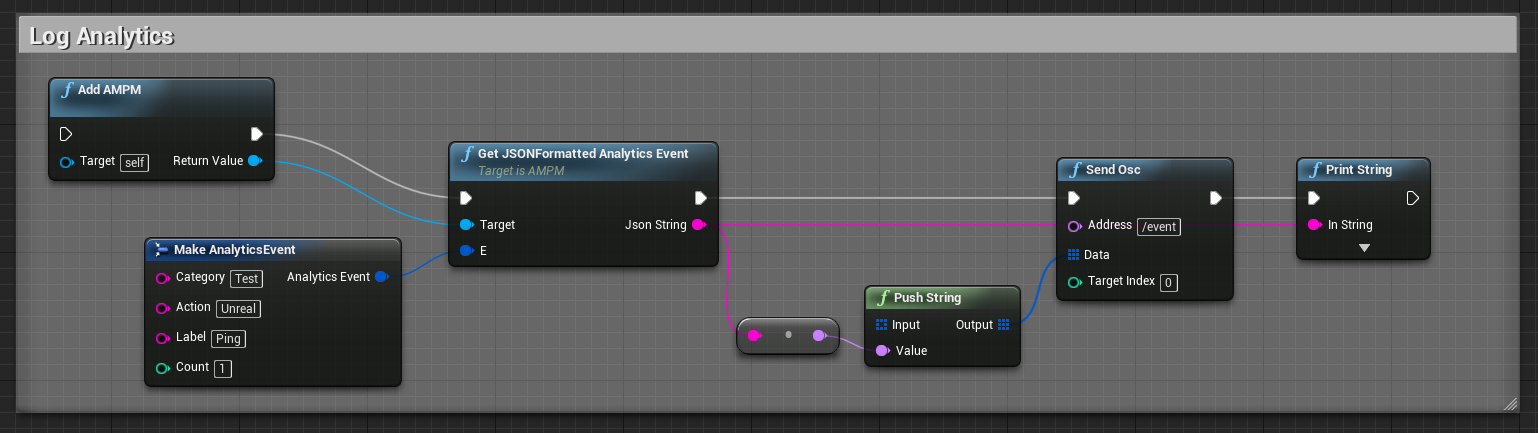 Log Analytics
f Add AMPM
Target self Return Value
f Get JSONFormatted Analytics Event
Target is AMPM
Target Json String
E
Make AnalyticsEvent
Category Test Analytics Event
Action Unreal
Label Ping
Count 1
f Push String
Input Output
Value
f Send Osc
Address /event
Data
Target Index 0
f Print String
In String